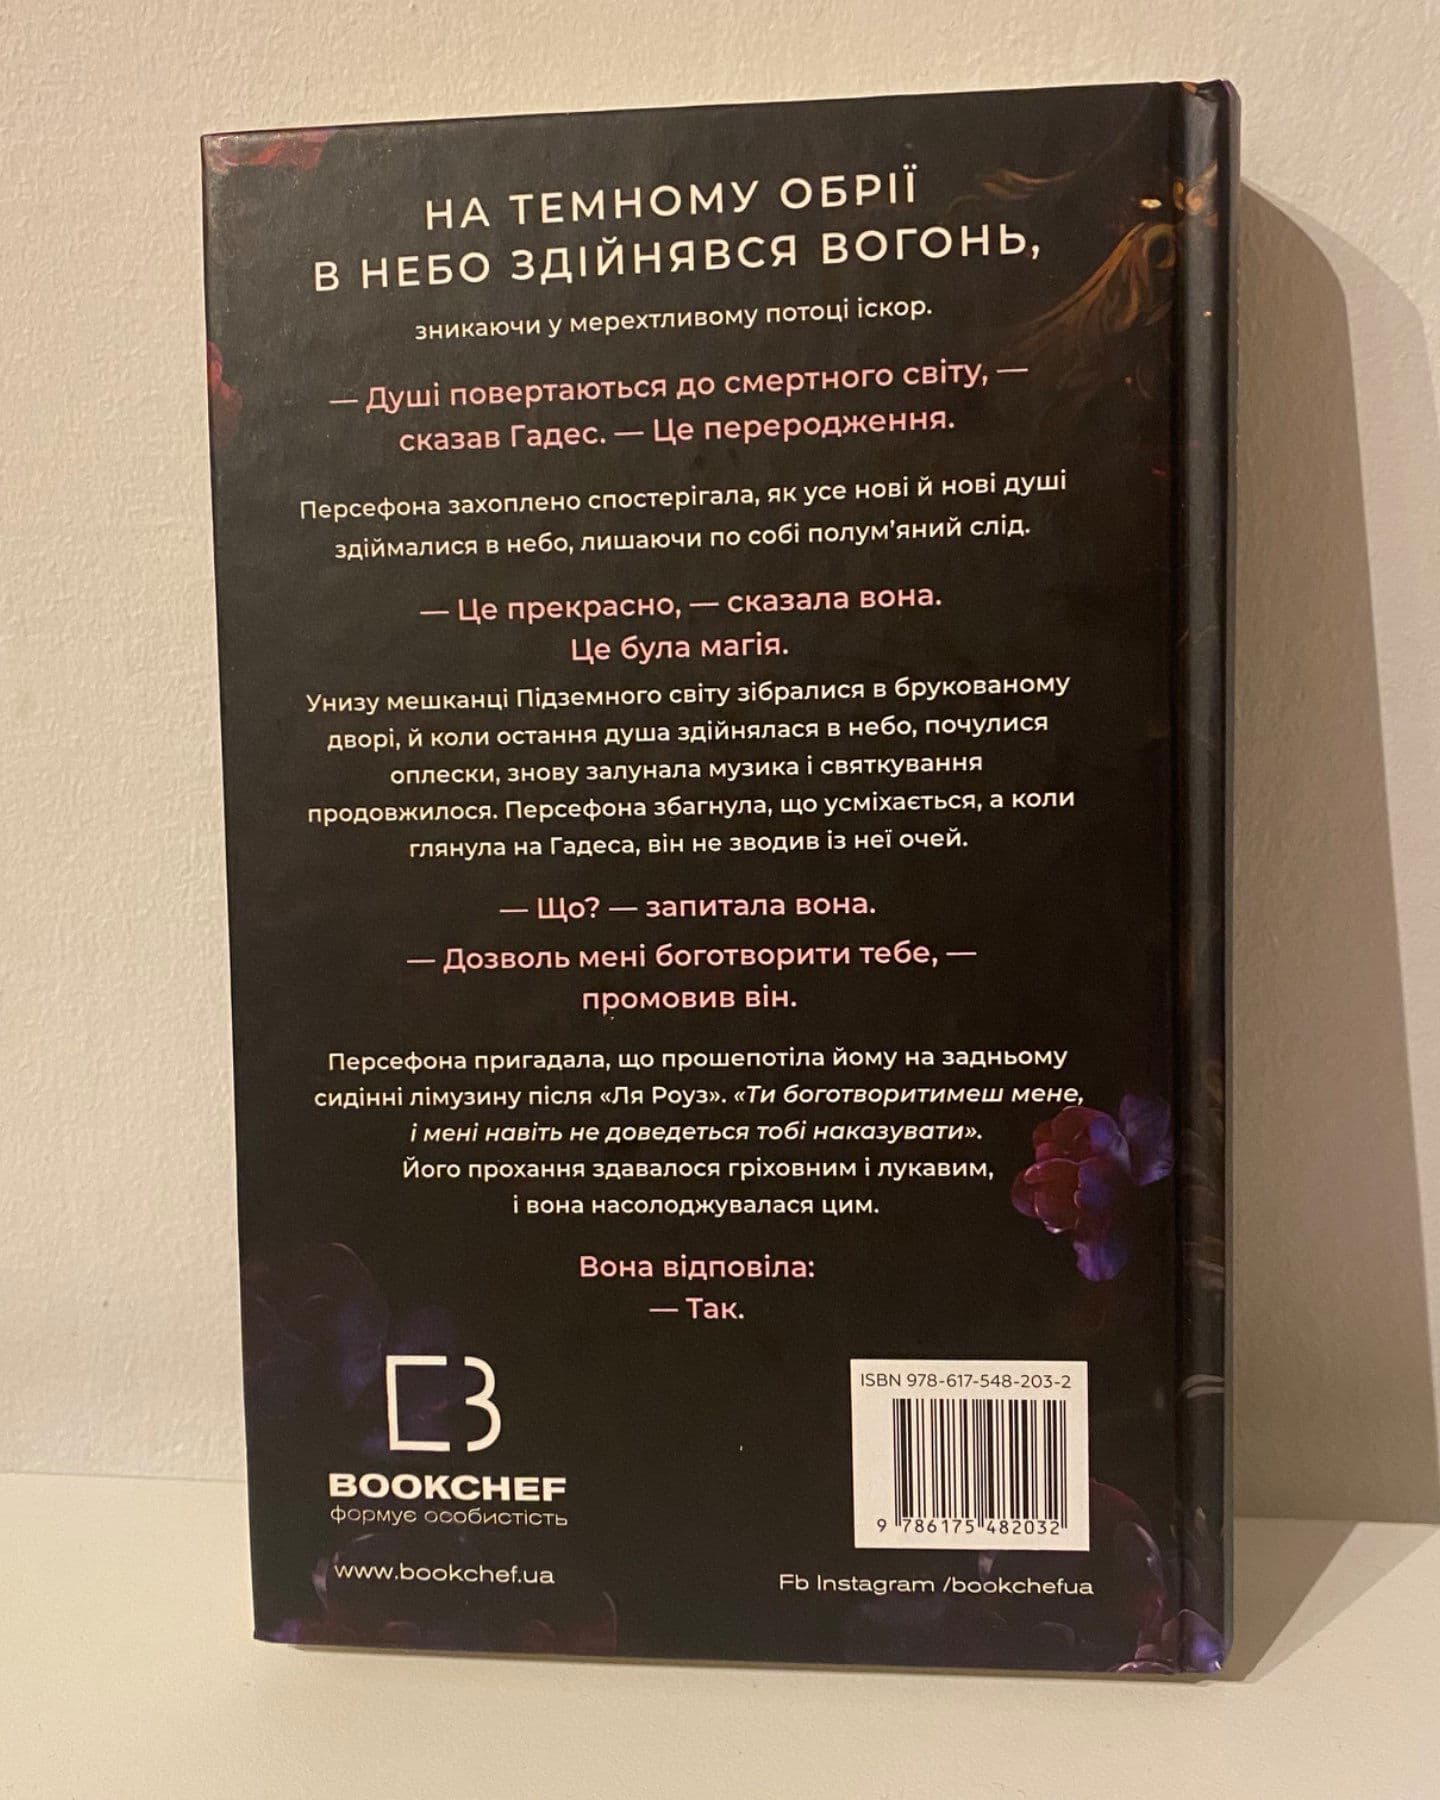 НА ТЕМНОМУ ОБРІЇ
В НЕБО ЗДІЙНЯВСЯ ВОГОНЬ,
зникаючи у мерехтливому потоці іскор.
— Душі повертаються до смертного світу, —
сказав Гадес. — Це переродження.
Персефона захоплено спостерігала, як усе нові й нові душі
здіймалися в небо, лишаючи по собі полум’яний слід.
— Це прекрасно, — сказала вона.
Це була магія.
Унизу мешканці Підземного світу зібралися в брукованому
дворі, й коли остання душа здійнялася в небо, почулися
оплески, знову залунала музика і святкування
продовжилося. Персефона збагнула, що усміхається, а коли
глянула на Гадеса, він не зводив із неї очей.
— Що? — запитала вона.
— Дозволь мені боготворити тебе, —
промовив він.
Персефона пригадала, що прошепотіла йому на задньому
сидінні лімузину після «Ля Роуз». «Ти боготворитимеш мене,
і мені навіть не доведеться тобі наказувати».
Його прохання здавалося гріховним і лукавим,
і вона насолоджувалася цим.
Вона відповіла:
— Так.
BOOKCHEF
формує особистість
www.bookchef.ua
ISBN 978-617-548-203-2
9 786175 482032
Fb Instagram /bookchefua